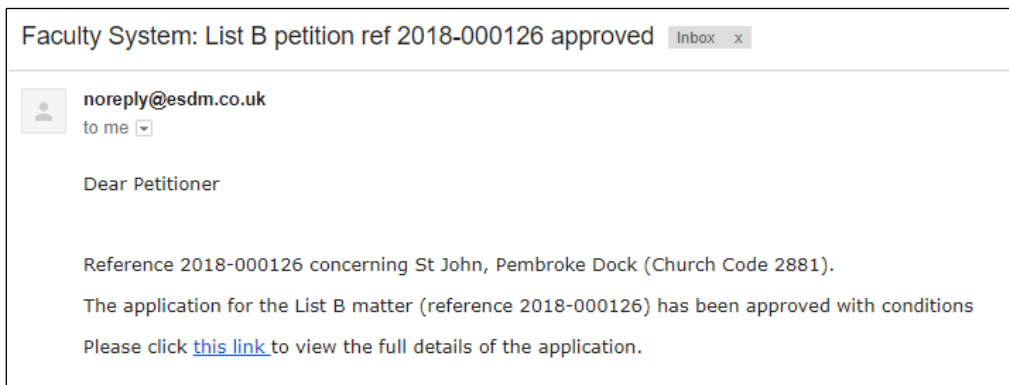 Faculty System: List B petition ref 2018-000126 approved Inbox x
noreply@esdm.co.uk
to me
Dear Petitioner
Reference 2018-000126 concerning St John, Pembroke Dock (Church Code 2881).
The application for the List B matter (reference 2018-000126) has been approved with conditions
Please click this link to view the full details of the application.